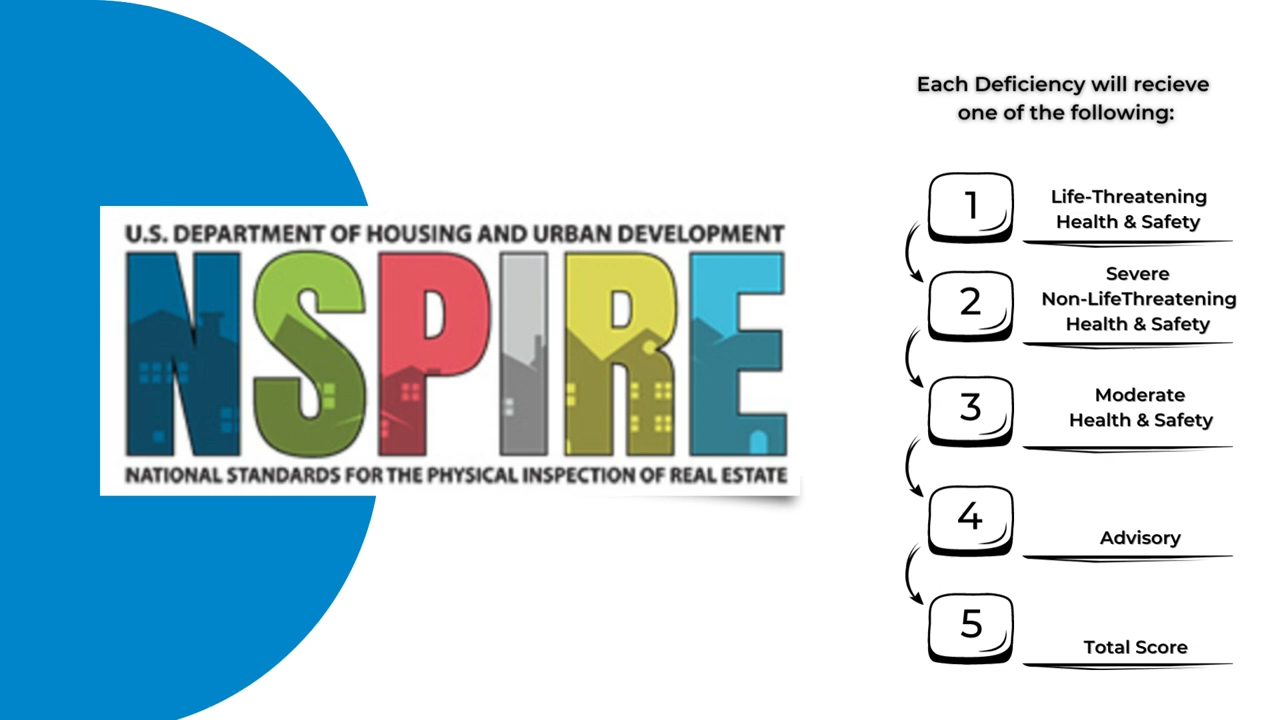 U.S. DEPARTMENT OF HOUSING AND URBAN DEVELOPMENT
NSPIRE
NATIONAL STANDARDS FOR THE PHYSICAL INSPECTION OF REAL ESTATE
Each Deficiency will recieve
one of the following:
1
Life-Threatening
Health & Safety
2
Severe
Non-LifeThreatening
Health & Safety
3
Moderate
Health & Safety
4
Advisory
5
Total Score